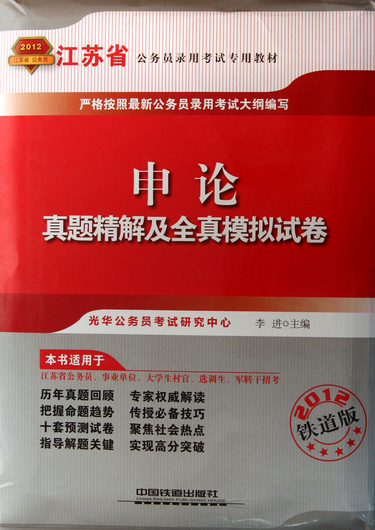 2012
江苏省 公务员
江苏省 公务员录用考试专用教材
严格按照最新公务员录用考试大纲编写
申论
真题精解及全真模拟试卷
光华公务员考试研究中心 李 进○主编
本书适用于
江苏省公务员、事业单位、大学生村官、选调生、军转干招考
历年真题回顾 专家权威解读
把握命题趋势 传授必备技巧
十套预测试卷 聚焦社会热点
指导解题关键 实现高分突破
2012
铁道版
中国铁道出版社
CHINA RAILWAY PUBLISHING HOUSE